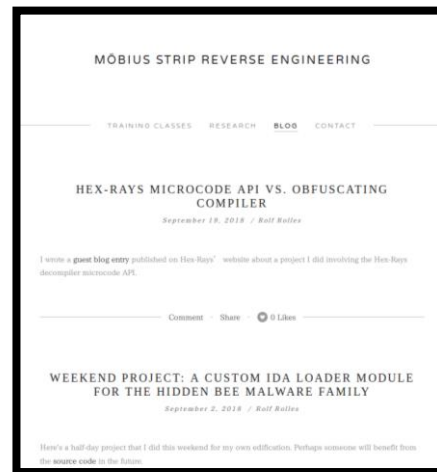 MÖBIUS STRIP REVERSE ENGINEERING
TRAINING CLASSES RESEARCH BLOG CONTACT
HEX-RAYS MICROCODE API VS. OBFUSCATING
COMPILER
September 19, 2018 / Rolf Rolles
I wrote a guest blog entry published on Hex-Rays' website about a project I did involving the Hex-Rays
decompiler microcode API.
Comment · Share · 0 Likes
WEEKEND PROJECT: A CUSTOM IDA LOADER MODULE
FOR THE HIDDEN BEE MALWARE FAMILY
September 2, 2018 / Rolf Rolles
Here's a half-day project that I did this weekend for my own edification. Perhaps someone will benefit from
the source code in the future.